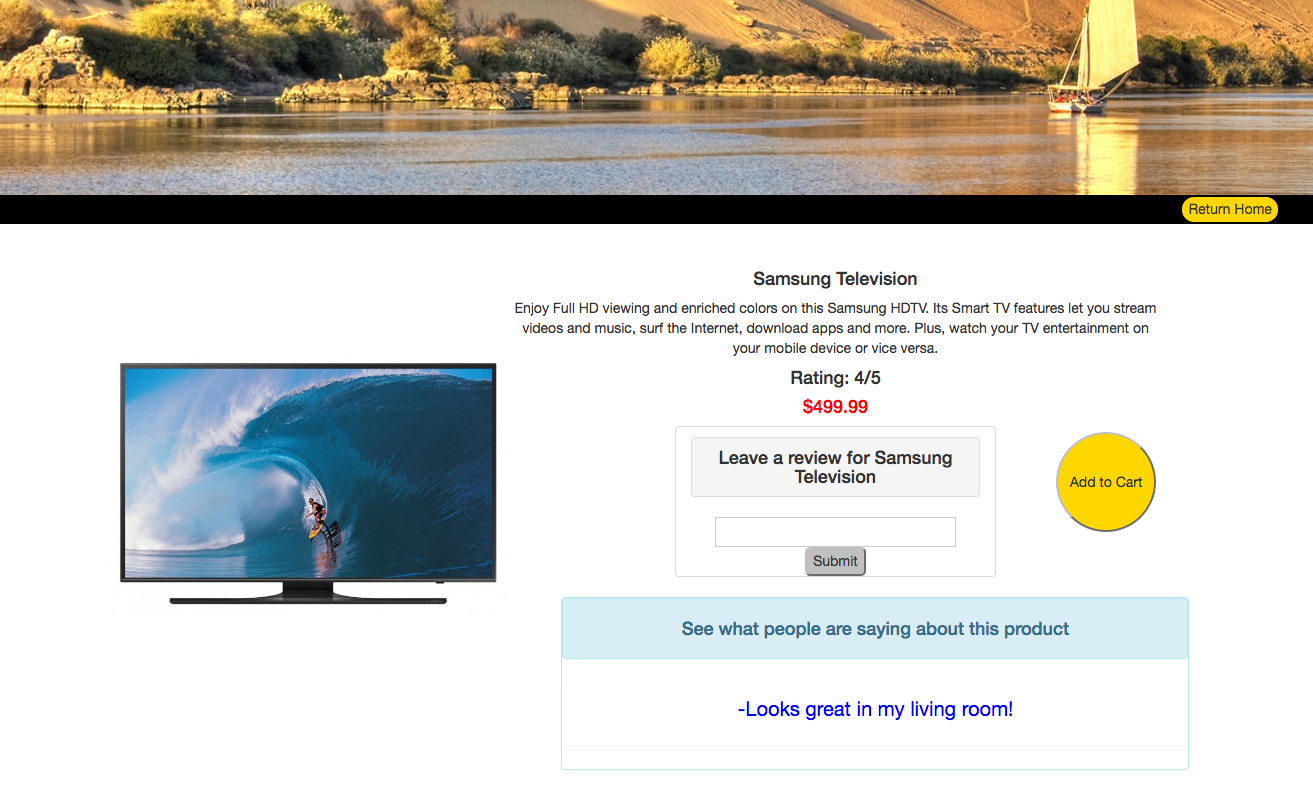 Return Home
Samsung Television
Enjoy Full HD viewing and enriched colors on this Samsung HDTV. Its Smart TV features let you stream
videos and music, surf the Internet, download apps and more. Plus, watch your TV entertainment on
your mobile device or vice versa.
Rating: 4/5
$499.99
Leave a review for Samsung
Television
Submit
Add to Cart
See what people are saying about this product
-Looks great in my living room!